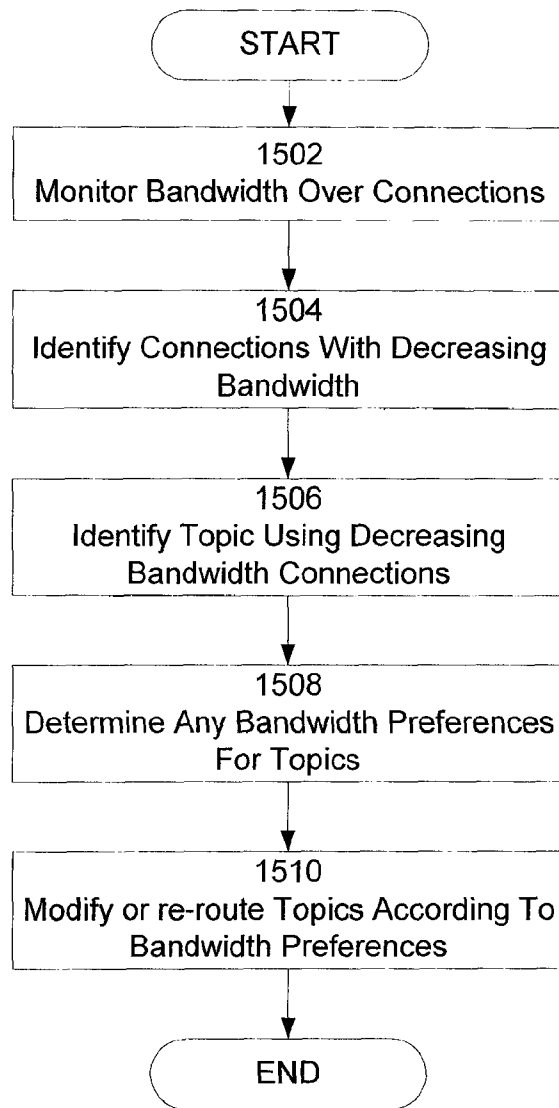 START
1502
Monitor Bandwidth Over Connections
1504
Identify Connections With Decreasing
Bandwidth
1506
Identify Topic Using Decreasing
Bandwidth Connections
1508
Determine Any Bandwidth Preferences
For Topics
1510
Modify or re-route Topics According To
Bandwidth Preferences
END